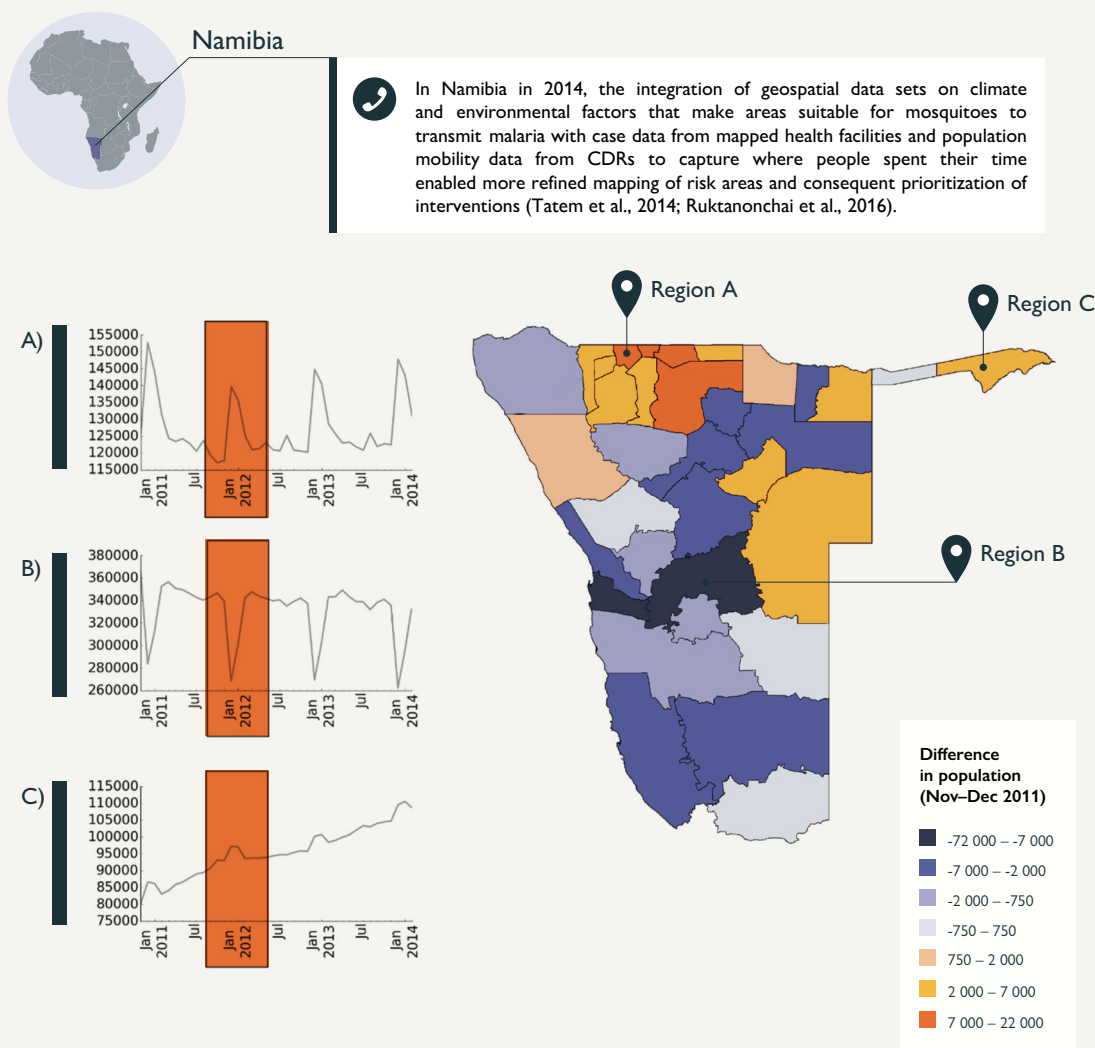 Namibia
In Namibia in 2014, the integration of geospatial data sets on climate
and environmental factors that make areas suitable for mosquitoes to
transmit malaria with case data from mapped health facilities and population
mobility data from CDRs to capture where people spent their time
enabled more refined mapping of risk areas and consequent prioritization of
interventions (Tatem et al., 2014; Ruktanonchai et al., 2016).
A)
155000
150000
145000
140000
135000
130000
125000
120000
115000
Jan 2011
Jul
Jan 2012
Jul
Jan 2013
Jul
Jan 2014
B)
380000
360000
340000
320000
300000
280000
260000
Jan 2011
Jul
Jan 2012
Jul
Jan 2013
Jul
Jan 2014
C)
115000
110000
105000
100000
95000
90000
85000
80000
75000
Jan 2011
Jul
Jan 2012
Jul
Jan 2013
Jul
Jan 2014
Region A
Region C
Region B
Difference
in population
(Nov–Dec 2011)
-72 000 – -7 000
-7 000 – -2 000
-2 000 – -750
-750 – 750
750 – 2 000
2 000 – 7 000
7 000 – 22 000